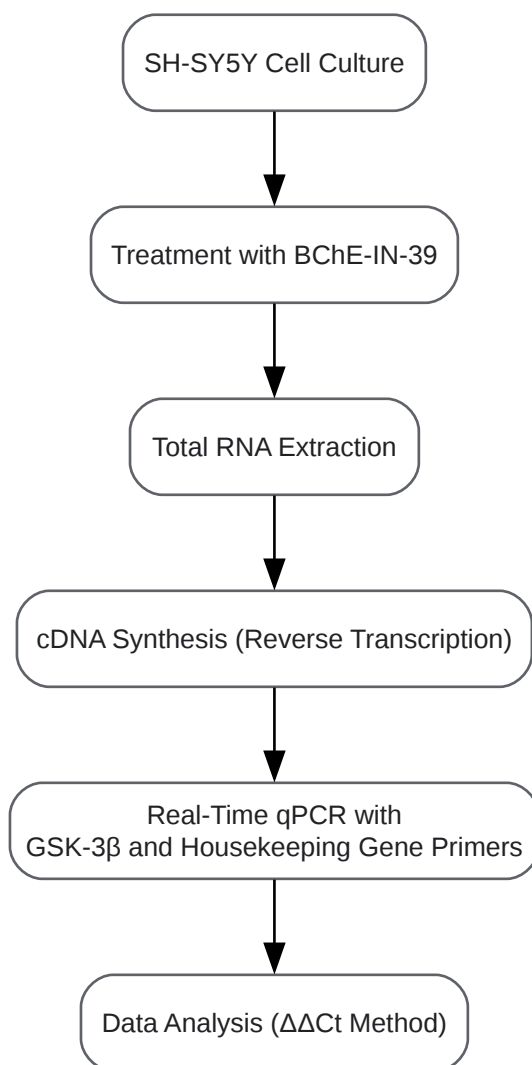 SH-SY5Y Cell Culture
Treatment with BChE-IN-39
Total RNA Extraction
cDNA Synthesis (Reverse Transcription)
Real-Time qPCR with
GSK-3β and Housekeeping Gene Primers
Data Analysis (ΔΔCt Method)